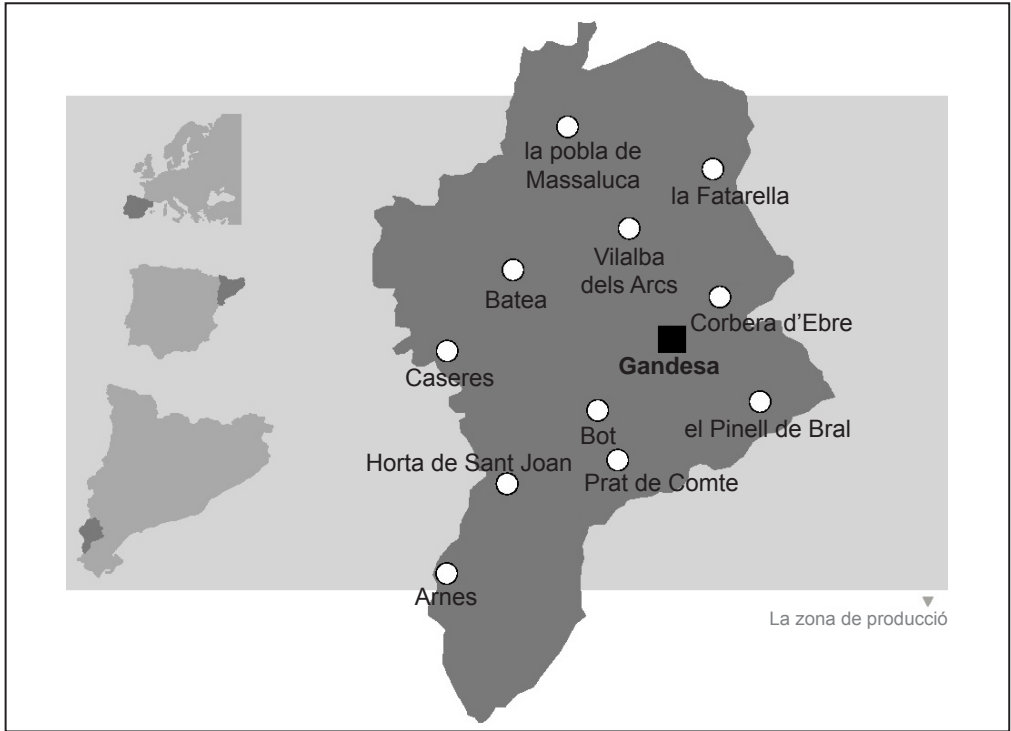 la pobla de
Massaluca
la Fatarella
Vilalba
dels Arcs
Batea
Corbera d'Ebre
Gandesa
Caseres
el Pinell de Bral
Bot
Horta de Sant Joan
Prat de Comte
Arnes
La zona de producció